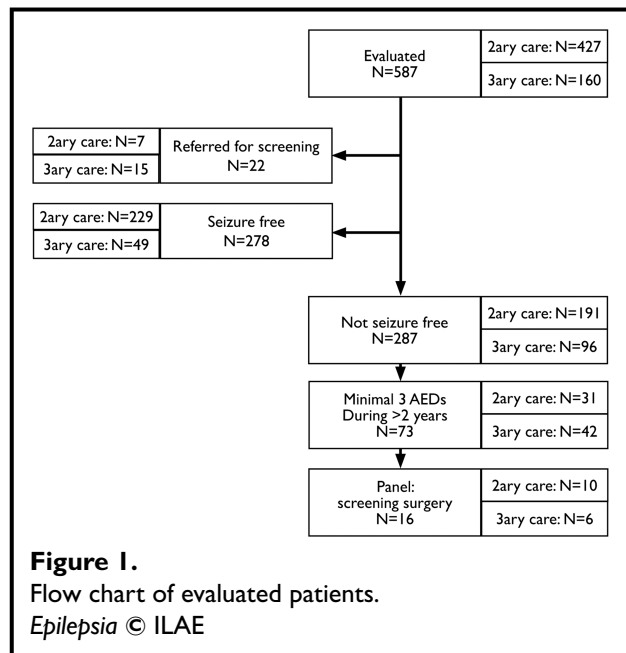 Evaluated
N=587
2ary care: N=427
3ary care: N=160
2ary care: N=7
3ary care: N=15
Referred for screening
N=22
2ary care: N=229
3ary care: N=49
Seizure free
N=278
Not seizure free
N=287
2ary care: N=191
3ary care: N=96
Minimal 3 AEDs
During >2 years
N=73
2ary care: N=31
3ary care: N=42
Panel:
screening surgery
N=16
2ary care: N=10
3ary care: N=6
Figure 1.
Flow chart of evaluated patients.
Epilepsia © ILAE